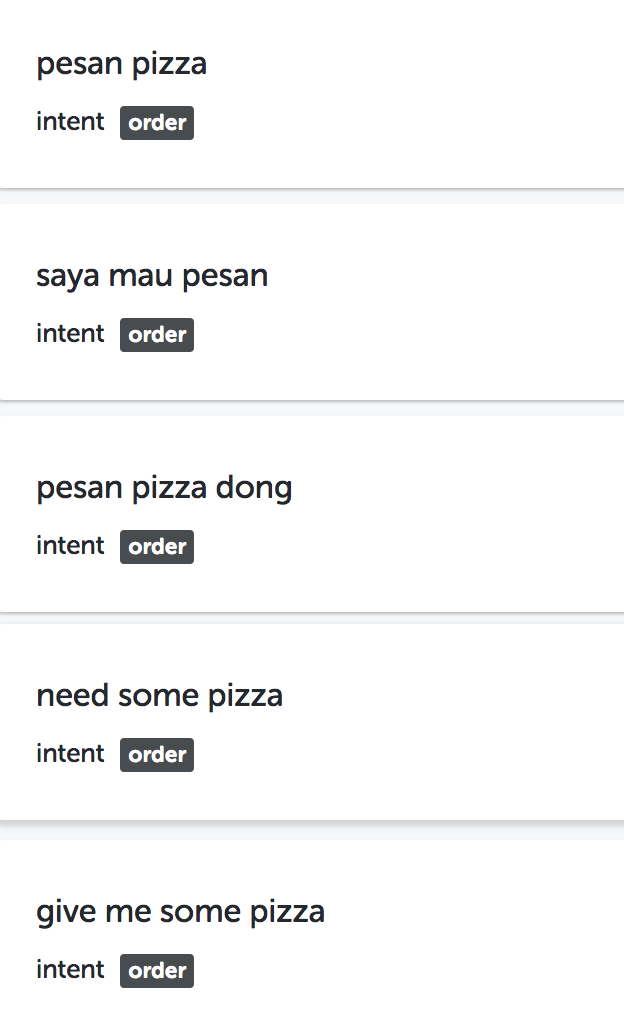 pesan pizza
intent order
saya mau pesan
intent order
pesan pizza dong
intent order
need some pizza
intent order
give me some pizza
intent order